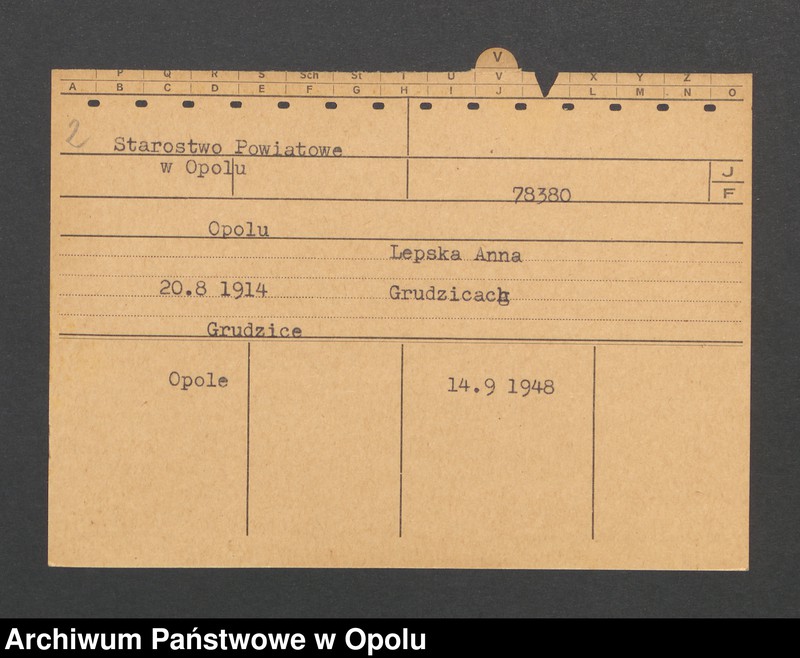 V
P Q R S Sch St T U V X Y Z
A B C D E F G H I J L M N O
2
Starostwo Powiatowe
w Opolu
J
78380
F
Opolu
Lepska Anna
20.8 1914 Grudzicach
Grudzice
Opole 14.9 1948
Archiwum Państwowe w Opolu